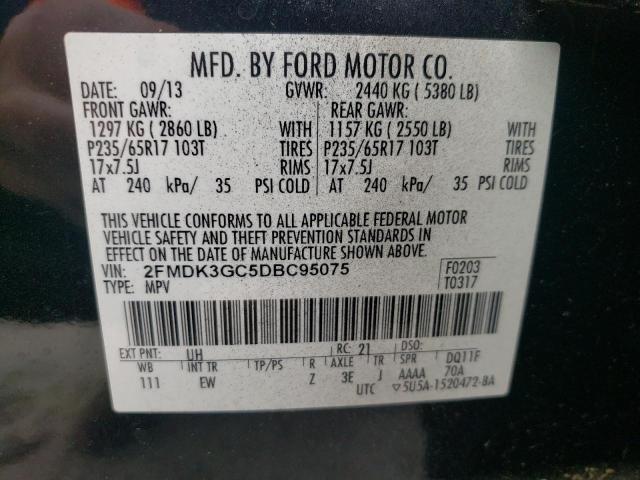 MFD. BY FORD MOTOR CO.
DATE: 09/13 GVWR: 2440 KG ( 5380 LB)
FRONT GAWR: REAR GAWR:
1297 KG ( 2860 LB) WITH 1157 KG ( 2550 LB) WITH
P235/65R17 103T TIRES P235/65R17 103T TIRES
17x7.5J RIMS 17x7.5J RIMS
AT 240 kPa/ 35 PSI COLD AT 240 kPa/ 35 PSI COLD
THIS VEHICLE CONFORMS TO ALL APPLICABLE FEDERAL MOTOR
VEHICLE SAFETY AND THEFT PREVENTION STANDARDS IN
EFFECT ON THE DATE OF MANUFACTURE SHOWN ABOVE.
VIN: 2FMDK3GC5DBC95075 F0203
TYPE: MPV T0317
EXT PNT: UH RC: 21 DSO:
WB INT TR TP/PS R AXLE TR SPR DQ11F
111 EW Z 3E J AAAA 70A
UTC ▽5U5A-1520472-BA